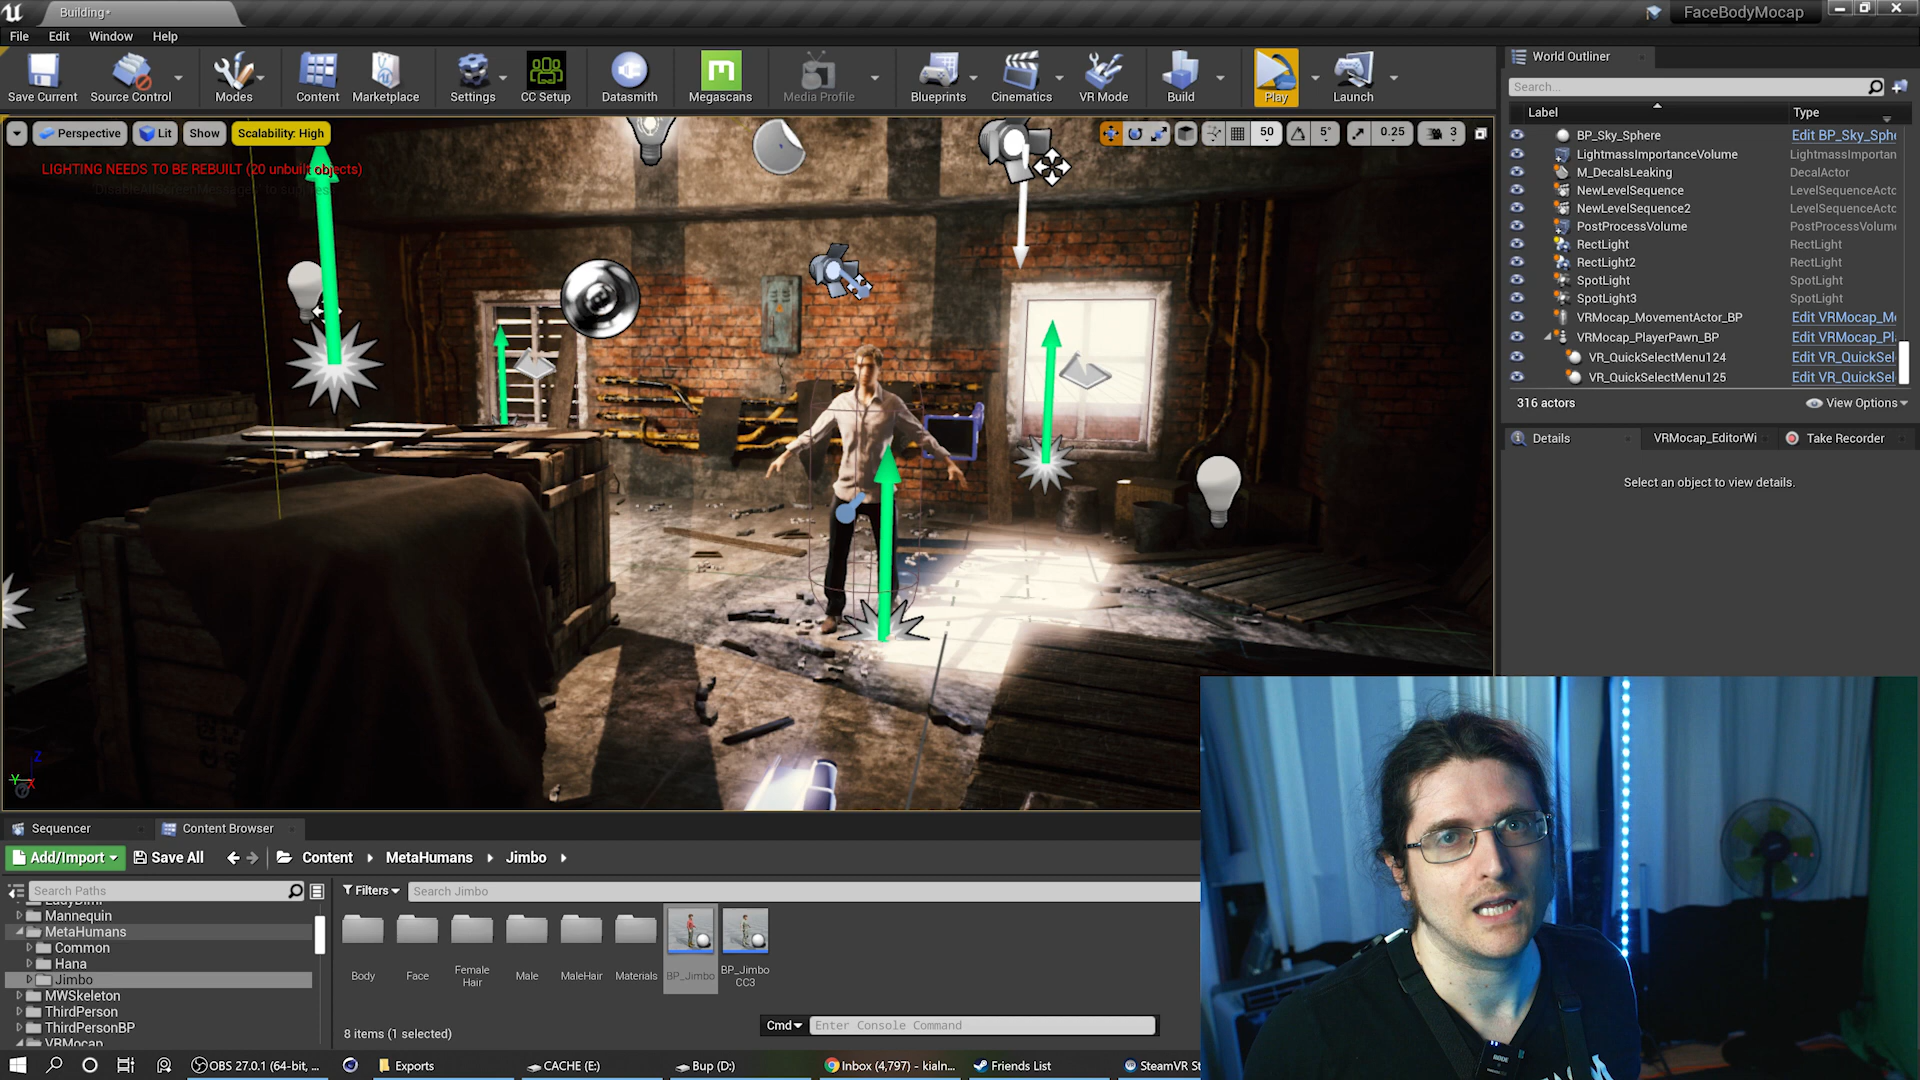 Building*
FaceBodyMocap
File Edit Window Help
Save Current Source Control Modes Content Marketplace Settings CC Setup Datasmith Megascans Media Profile Blueprints Cinematics VR Mode Build Play Launch
Perspective Lit Show Scalability: High
50 5° 0.25 3
LIGHTING NEEDS TO BE REBUILT (20 unbuilt objects)
'DisableAllScreenMessages' to suppress
World Outliner
Search...
Label Type
BP_Sky_Sphere Edit BP_Sky_Sphe
LightmassImportanceVolume LightmassImportan
M_DecalsLeaking DecalActor
NewLevelSequence LevelSequenceActo
NewLevelSequence2 LevelSequenceActo
PostProcessVolume PostProcessVolume
RectLight RectLight
RectLight2 RectLight
SpotLight SpotLight
SpotLight3 SpotLight
VRMocap_MovementActor_BP Edit VRMocap_Mo
VRMocap_PlayerPawn_BP Edit VRMocap_Pl
VR_QuickSelectMenu124 Edit VR_QuickSel
VR_QuickSelectMenu125 Edit VR_QuickSel
316 actors View Options
Details VRMocap_EditorWi Take Recorder
Select an object to view details.
Z
Y X
Sequencer Content Browser
Add/Import Save All Content MetaHumans Jimbo
Search Paths
Filters Search Jimbo
Mannequin
MetaHumans
Common
Hana
Jimbo
MWSkeleton
ThirdPerson
ThirdPersonBP
VRMocap
Body Face Female Hair Male MaleHair Materials BP_Jimbo BP_Jimbo CC3
8 items (1 selected)
Cmd Enter Console Command
OBS 27.0.1 (64-bit, ... Exports CACHE (E:) Bup (D:) Inbox (4,797) - kialn... Friends List SteamVR St